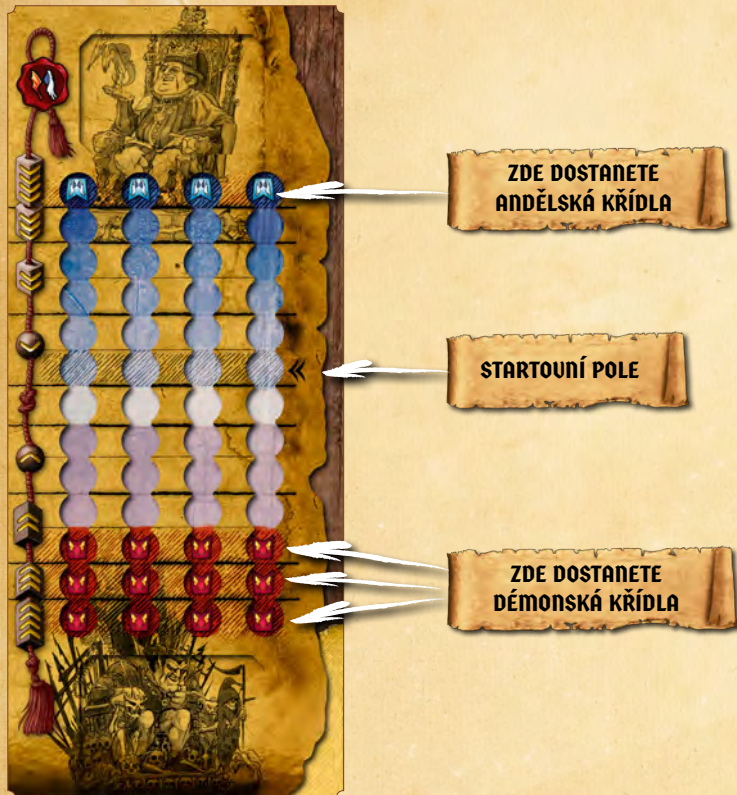 ZDE DOSTANETE
ANDĚLSKÁ KŘÍDLA
STARTOVNÍ POLE
ZDE DOSTANETE
DÉMONSKÁ KŘÍDLA